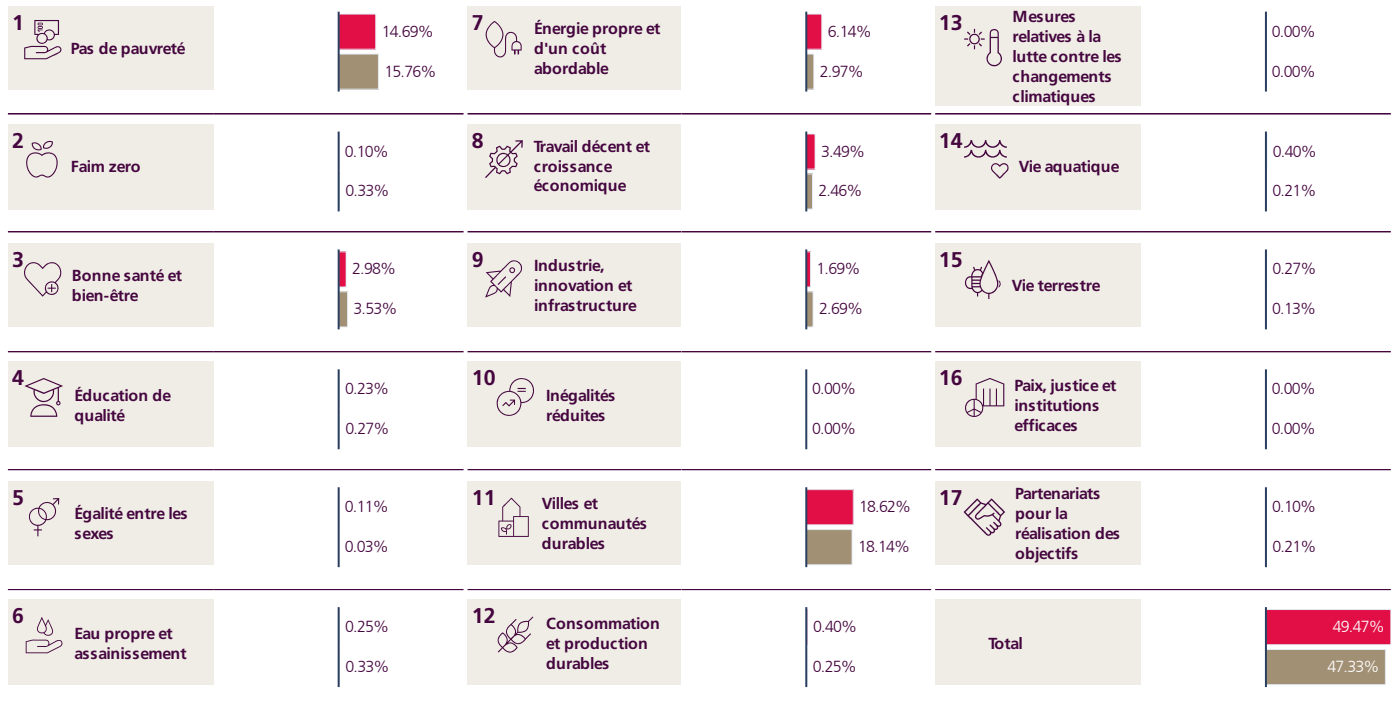 1
Pas de pauvreté
14.69%
15.76%
2
Faim zero
0.10%
0.33%
3
Bonne santé et
bien-être
2.98%
3.53%
4
Éducation de
qualité
0.23%
0.27%
5
Égalité entre les
sexes
0.11%
0.03%
6
Eau propre et
assainissement
0.25%
0.33%
7
Énergie propre et
d'un coût
abordable
6.14%
2.97%
8
Travail décent et
croissance
économique
3.49%
2.46%
9
Industrie,
innovation et
infrastructure
1.69%
2.69%
10
Inégalités
réduites
0.00%
0.00%
11
Villes et
communautés
durables
18.62%
18.14%
12
Consommation
et production
durables
0.40%
0.25%
13
Mesures
relatives à la
lutte contre les
changements
climatiques
0.00%
0.00%
14
Vie aquatique
0.40%
0.21%
15
Vie terrestre
0.27%
0.13%
16
Paix, justice et
institutions
efficaces
0.00%
0.00%
17
Partenariats
pour la
réalisation des
objectifs
0.10%
0.21%
Total
49.47%
47.33%